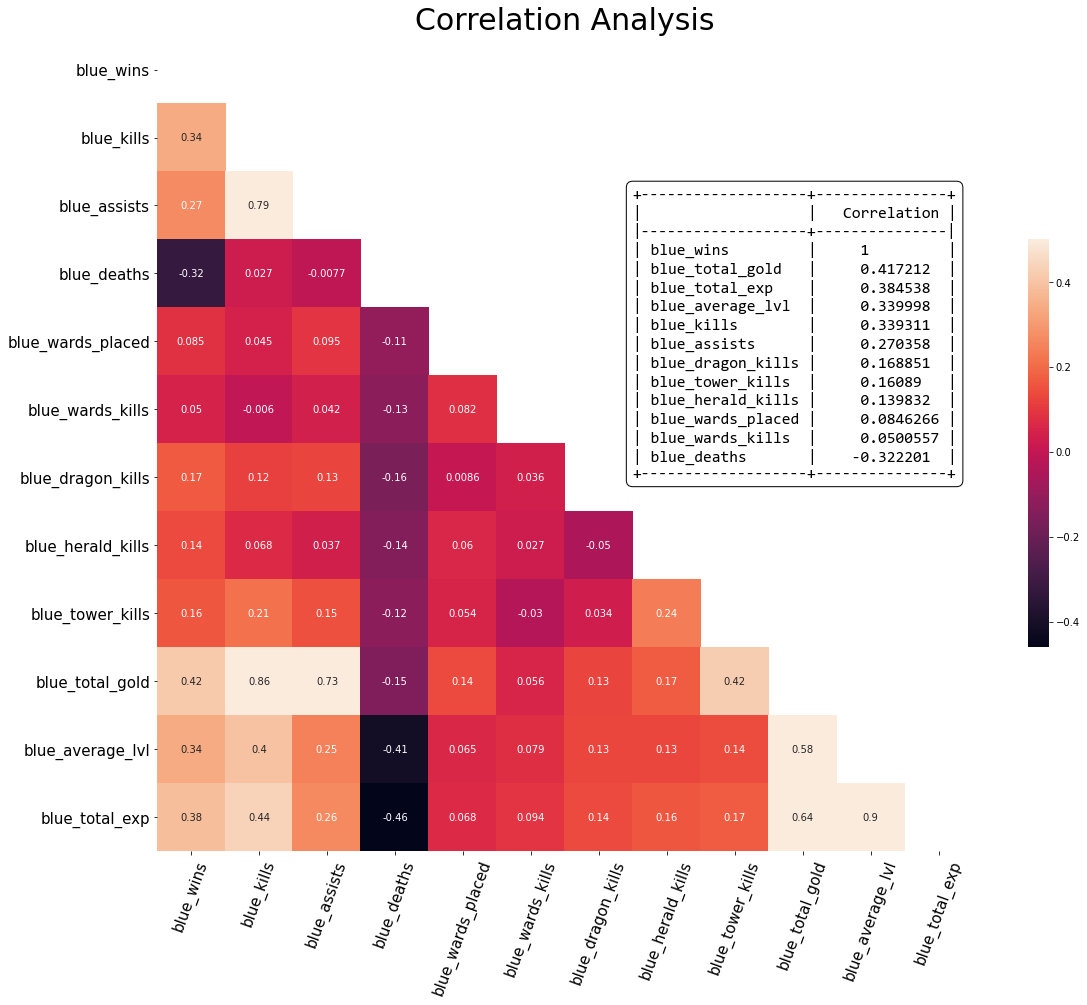 Correlation Analysis
blue_wins
blue_kills 0.34
blue_assists 0.27 0.79
blue_deaths -0.32 0.027 -0.0077
blue_wards_placed 0.085 0.045 0.095 -0.11
blue_wards_kills 0.05 -0.006 0.042 -0.13 0.082
blue_dragon_kills 0.17 0.12 0.13 -0.16 0.0086 0.036
blue_herald_kills 0.14 0.068 0.037 -0.14 0.06 0.027 -0.05
blue_tower_kills 0.16 0.21 0.15 -0.12 0.054 -0.03 0.034 0.24
blue_total_gold 0.42 0.86 0.73 -0.15 0.14 0.056 0.13 0.17 0.42
blue_average_lvl 0.34 0.4 0.25 -0.41 0.065 0.079 0.13 0.13 0.14 0.58
blue_total_exp 0.38 0.44 0.26 -0.46 0.068 0.094 0.14 0.16 0.17 0.64 0.9
blue_wins blue_kills blue_assists blue_deaths blue_wards_placed blue_wards_kills blue_dragon_kills blue_herald_kills blue_tower_kills blue_total_gold blue_average_lvl blue_total_exp
+-------------------+---------------+
|                   |   Correlation |
|-------------------+---------------|
| blue_wins         |     1         |
| blue_total_gold   |     0.417212  |
| blue_total_exp    |     0.384538  |
| blue_average_lvl  |     0.339998  |
| blue_kills        |     0.339311  |
| blue_assists      |     0.270358  |
| blue_dragon_kills |     0.168851  |
| blue_tower_kills  |     0.16089   |
| blue_herald_kills |     0.139832  |
| blue_wards_placed |     0.0846266 |
| blue_wards_kills  |     0.0500557 |
| blue_deaths       |    -0.322201  |
+-------------------+---------------+
0.4
0.2
0.0
−0.2
−0.4